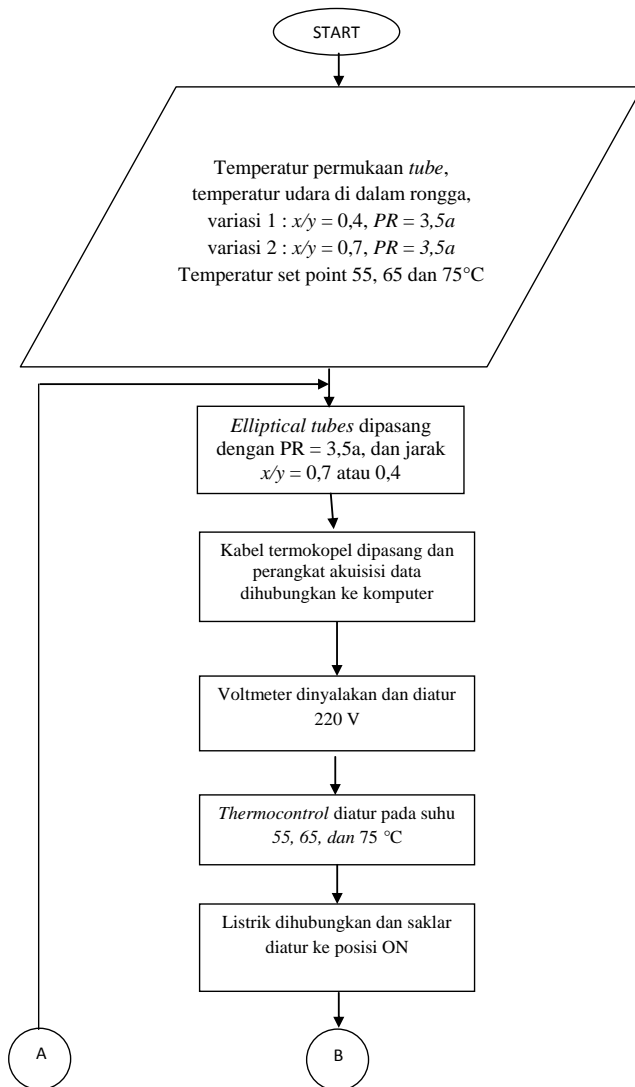 START
Temperatur permukaan tube,
temperatur udara di dalam rongga,
variasi 1 : x/y = 0,4, PR = 3,5a
variasi 2 : x/y = 0,7, PR = 3,5a
Temperatur set point 55, 65 dan 75°C
Elliptical tubes dipasang
dengan PR = 3,5a, dan jarak
x/y = 0,7 atau 0,4
Kabel termokopel dipasang dan
perangkat akuisisi data
dihubungkan ke komputer
Voltmeter dinyalakan dan diatur
220 V
Thermocontrol diatur pada suhu
55, 65, dan 75 °C
Listrik dihubungkan dan saklar
diatur ke posisi ON
A
B